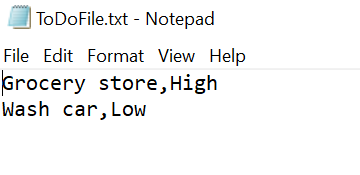 ToDoFile.txt - Notepad
File Edit Format View Help
Grocery store,High
Wash car,Low